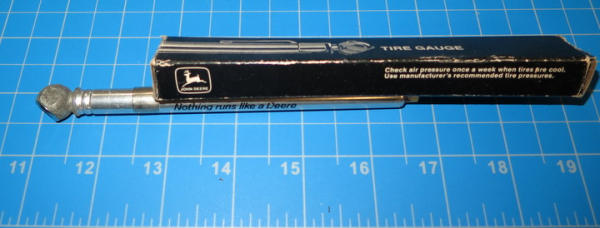 TIRE GAUGE
Check air pressure once a week when tires are cool.
Use manufacturer's recommended tire pressures.
JOHN DEERE
Nothing runs like a Deere
11 12 13 14 15 16 17 18 19